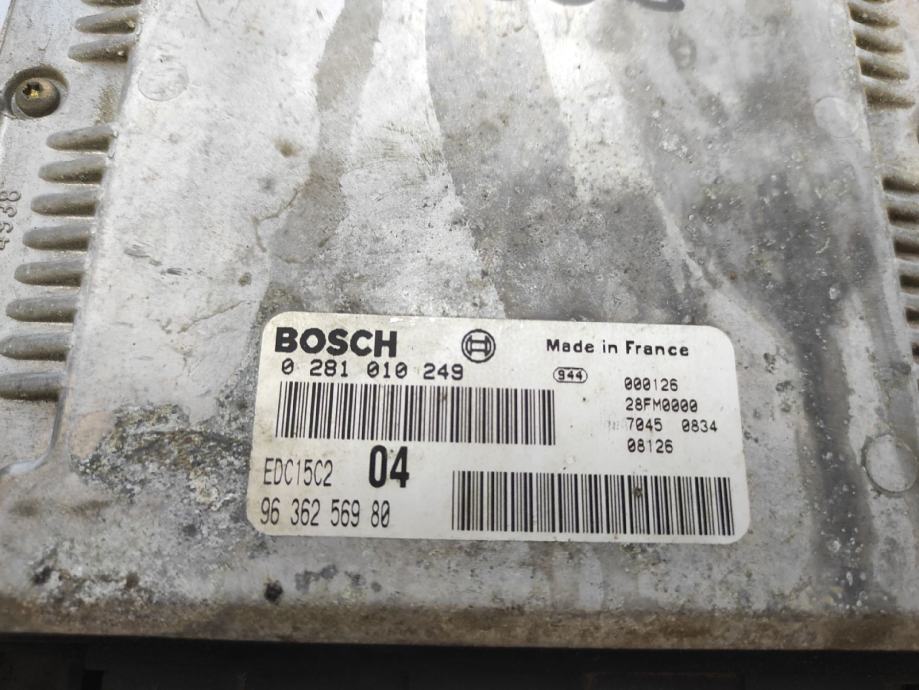 4938
BOSCH Made in France
0 281 010 249
944 000126
28FM0000
7045 0834
08126
EDC15C2 04
96 362 569 80